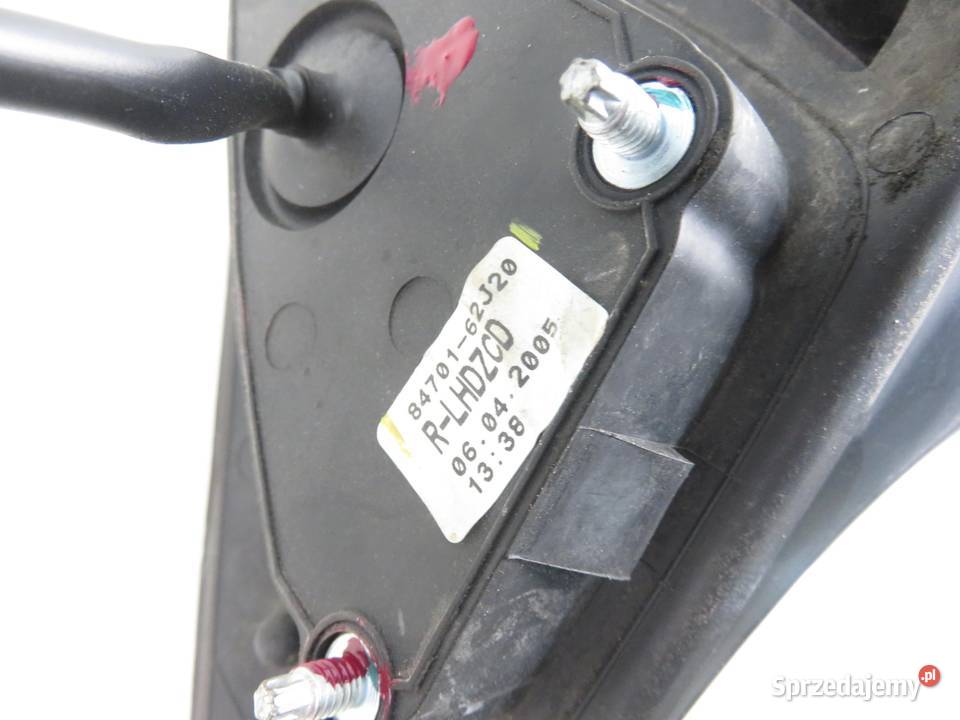 84701-62J20
R-LHDZCD
06.04.2005
13:38
Sprzedajemy.pl